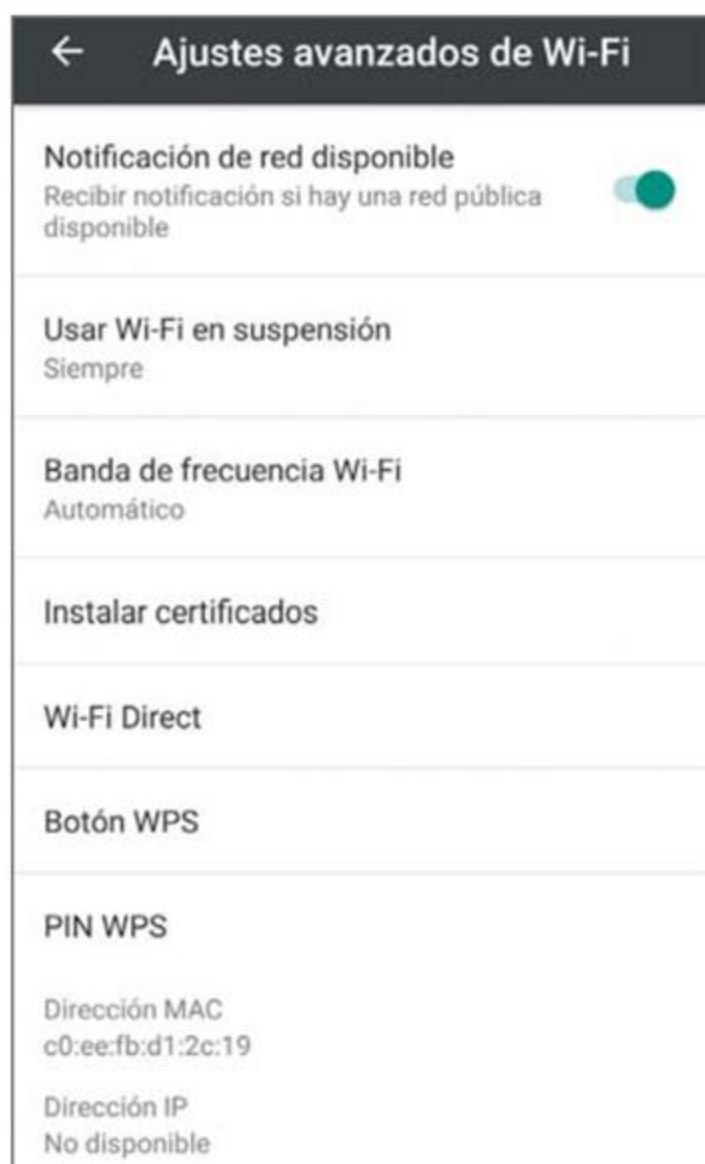 Ajustes avanzados de Wi-Fi
Notificación de red disponible
Recibir notificación si hay una red pública
disponible
Usar Wi-Fi en suspensión
Siempre
Banda de frecuencia Wi-Fi
Automático
Instalar certificados
Wi-Fi Direct
Botón WPS
PIN WPS
Dirección MAC
c0:ee:fb:d1:2c:19
Dirección IP
No disponible